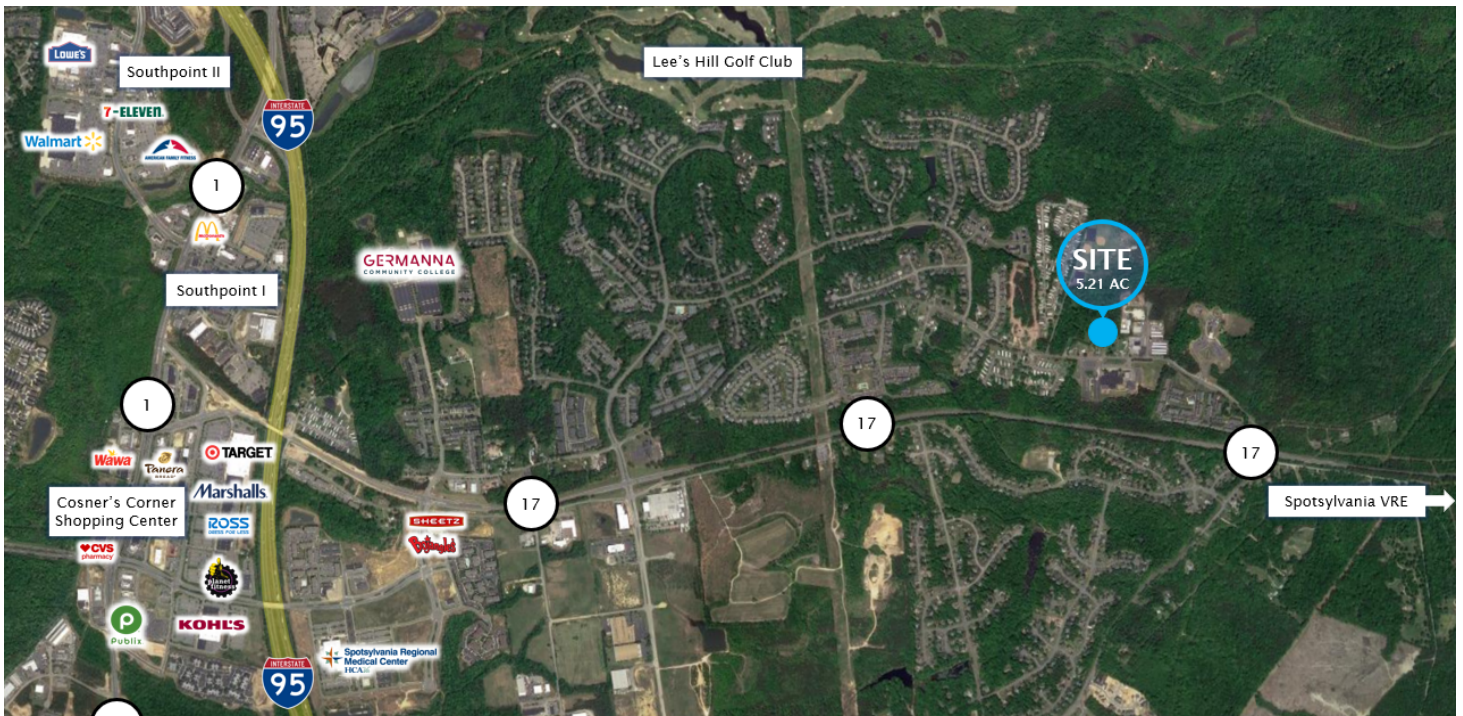 LOWE'S
Southpoint II
Lee's Hill Golf Club
7-ELEVEN
INTERSTATE
95
Walmart
AMERICAN FAMILY FITNESS
1
SITE
5.21 AC
GERMANNA
COMMUNITY COLLEGE
Southpoint I
1
17
17
Wawa
Panera
BREAD
TARGET
Marshalls
Cosner's Corner
Shopping Center
ROSS
DRESS FOR LESS
17
Spotsylvania VRE
SHEETZ
Bojangles
CVS
pharmacy
planet
fitness
Publix
KOHL'S
Spotsylvania Regional
Medical Center
HCA
INTERSTATE
95